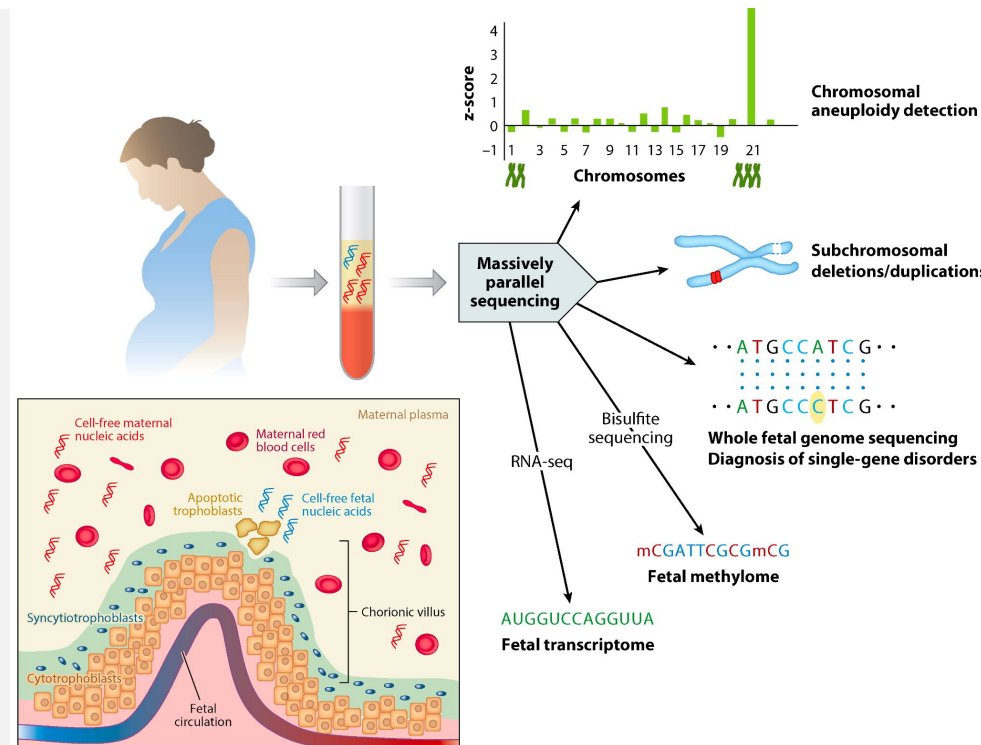 4
3
2
1
0
−1
z-score
1 3 5 7 9 11 13 15 17 19 21
Chromosomes
Chromosomal
aneuploidy detection
Massively
parallel
sequencing
Subchromosomal
deletions/duplications
··ATGCCATCG··
··ATGCCCTCG··
Whole fetal genome sequencing
Diagnosis of single-gene disorders
Bisulfite
sequencing
RNA-seq
mCGATTCGCGmCG
Fetal methylome
AUGGUCCAGGUUA
Fetal transcriptome
Maternal plasma
Cell-free maternal
nucleic acids
Maternal red
blood cells
Apoptotic
trophoblasts
Cell-free fetal
nucleic acids
Chorionic villus
Syncytiotrophoblasts
Cytotrophoblasts
Fetal
circulation